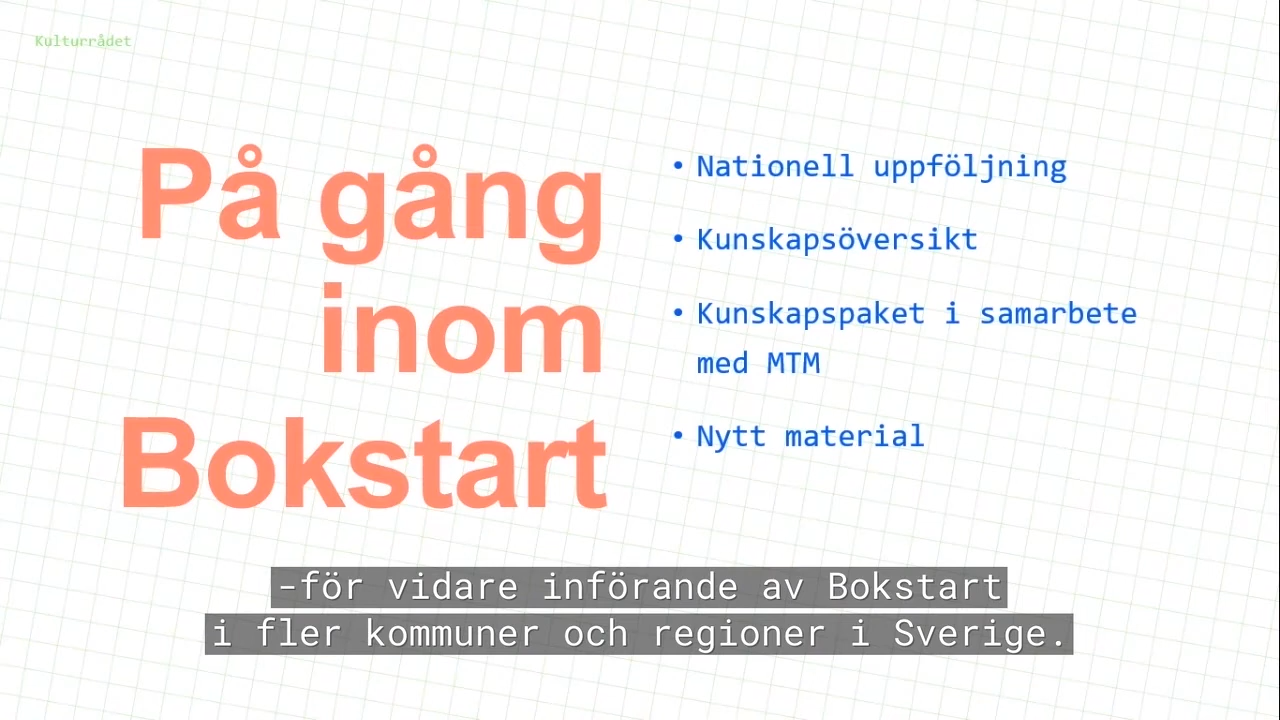 Kulturrådet
På gång
inom
Bokstart
• Nationell uppföljning
• Kunskapsöversikt
• Kunskapspaket i samarbete
med MTM
• Nytt material
-för vidare införande av Bokstart
i fler kommuner och regioner i Sverige.